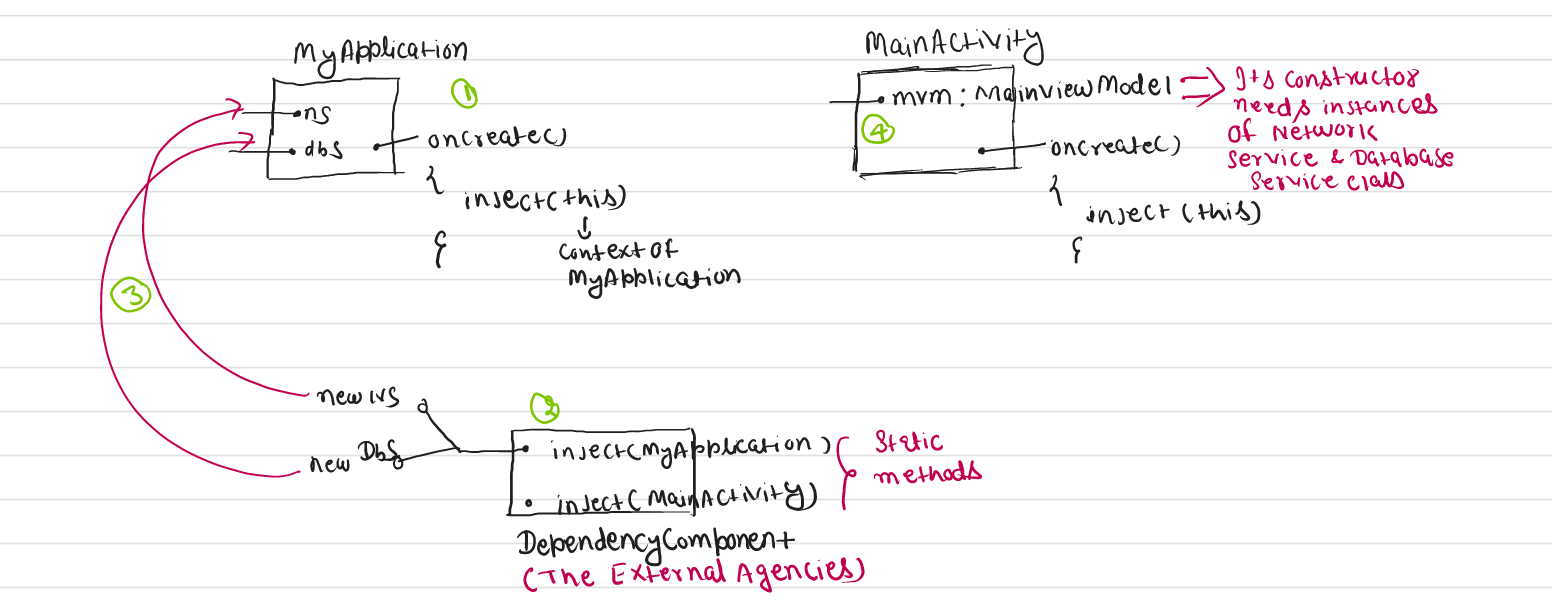 MyApplication
①
ns
dbs
oncreate()
{
inject(this)
}
Context of
MyApplication
MainActivity
mvm : MainViewModel ⇒ Its constructor
needs instances
of Network
Service & Database
Service class
④
oncreate()
{
inject (this)
}
③
new NS
new DbS
②
inject(MyApplication)
inject(MainActivity)
Static
methods
DependencyComponent
(The External Agencies)